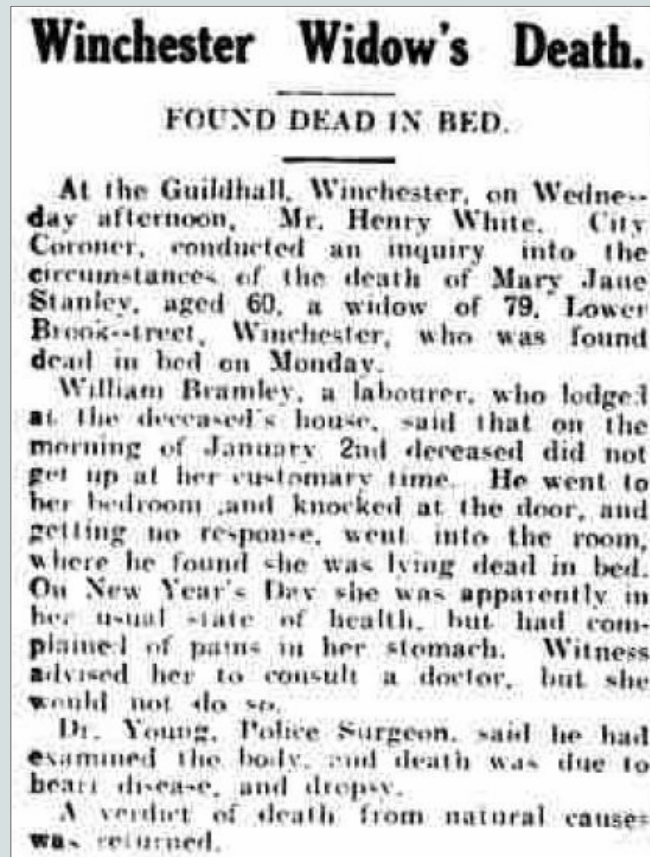 Winchester Widow's Death.
FOUND DEAD IN BED.
At the Guildhall, Winchester, on Wednes-
day afternoon, Mr. Henry White, City
Coroner, conducted an inquiry into the
circumstances of the death of Mary Jane
Stanley, aged 60, a widow of 79, Lower
Brook-street, Winchester, who was found
dead in bed on Monday.
William Bramley, a labourer, who lodged
at the deceased's house, said that on the
morning of January 2nd deceased did not
get up at her customary time. He went to
her bedroom and knocked at the door, and
getting no response, went into the room,
where he found she was lying dead in bed.
On New Year's Day she was apparently in
her usual state of health, but had com-
plained of pains in her stomach. Witness
advised her to consult a doctor, but she
would not do so.
Dr. Young, Police Surgeon, said he had
examined the body, and death was due to
heart disease, and dropsy.
A verdict of death from natural causes
was returned.